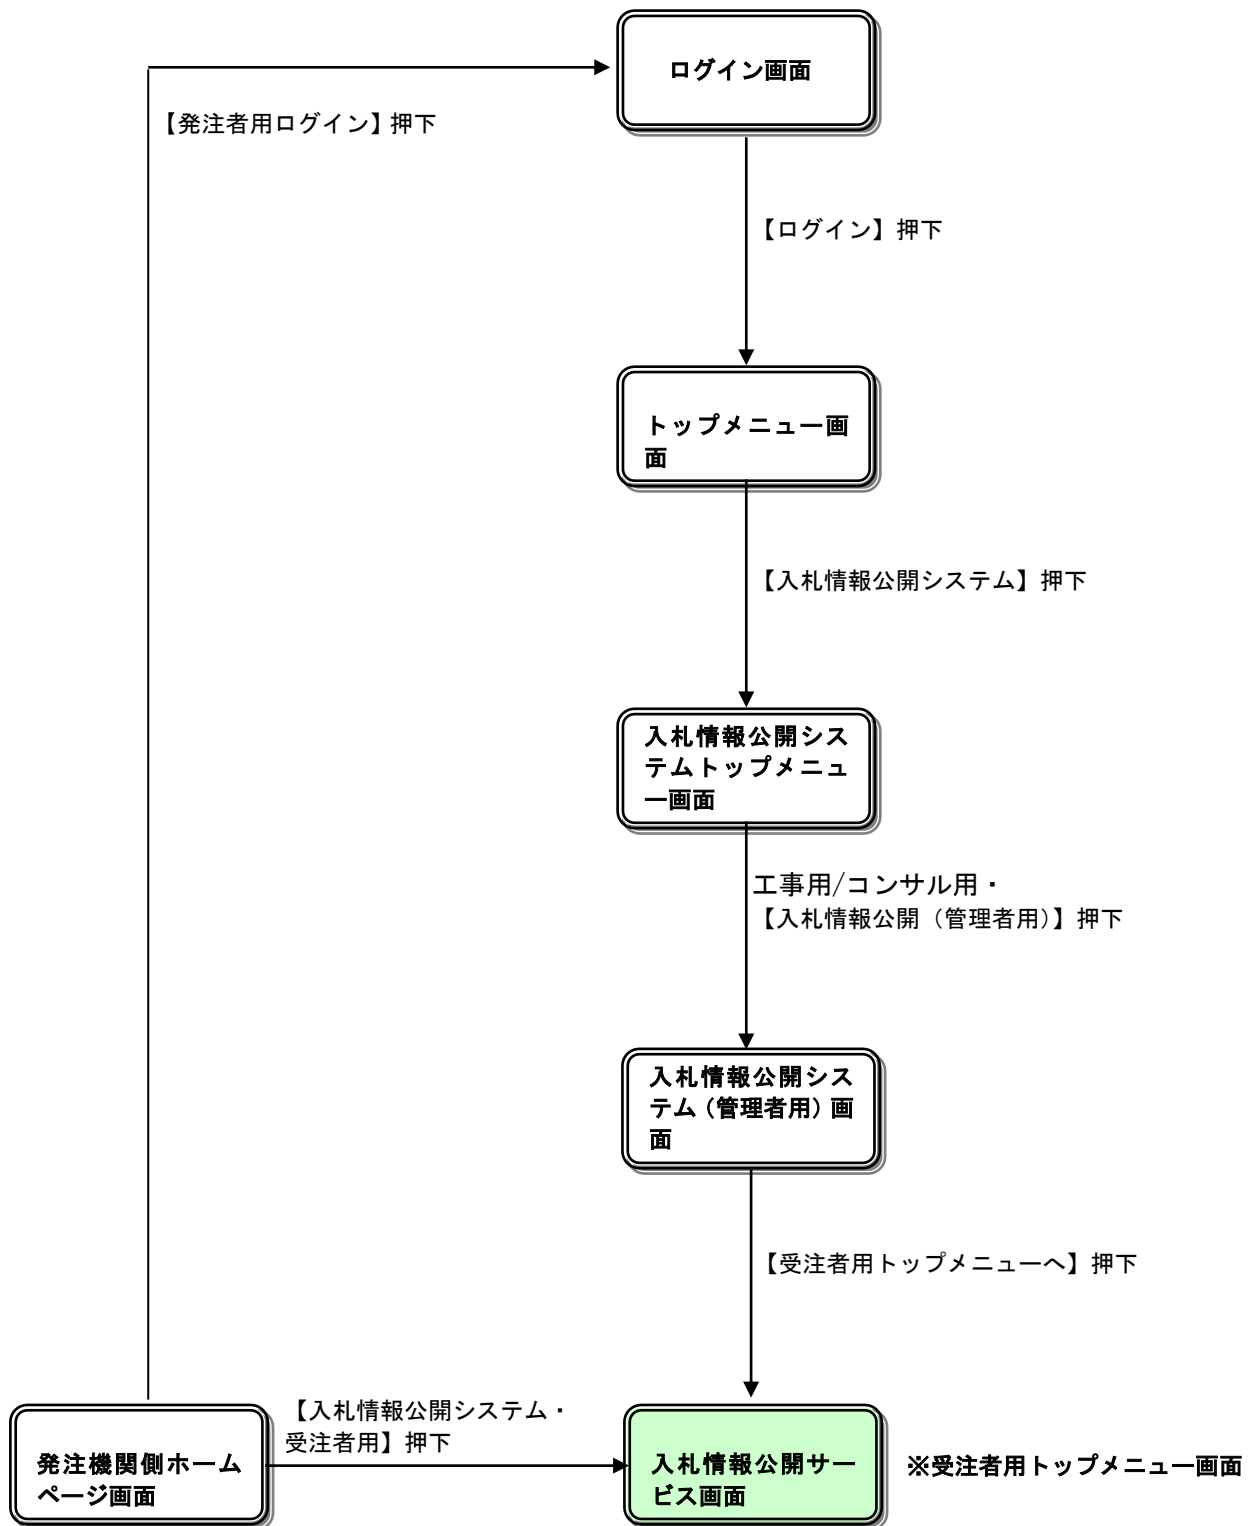 ログイン画面
【発注者用ログイン】押下
【ログイン】押下
トップメニュー画
面
【入札情報公開システム】押下
入札情報公開シス
テムトップメニュ
ー画面
工事用/コンサル用・
【入札情報公開（管理者用）】押下
入札情報公開シス
テム（管理者用）画
面
【受注者用トップメニューへ】押下
【入札情報公開システム・
受注者用】押下
発注機関側ホーム
ページ画面
入札情報公開サー
ビス画面
※受注者用トップメニュー画面